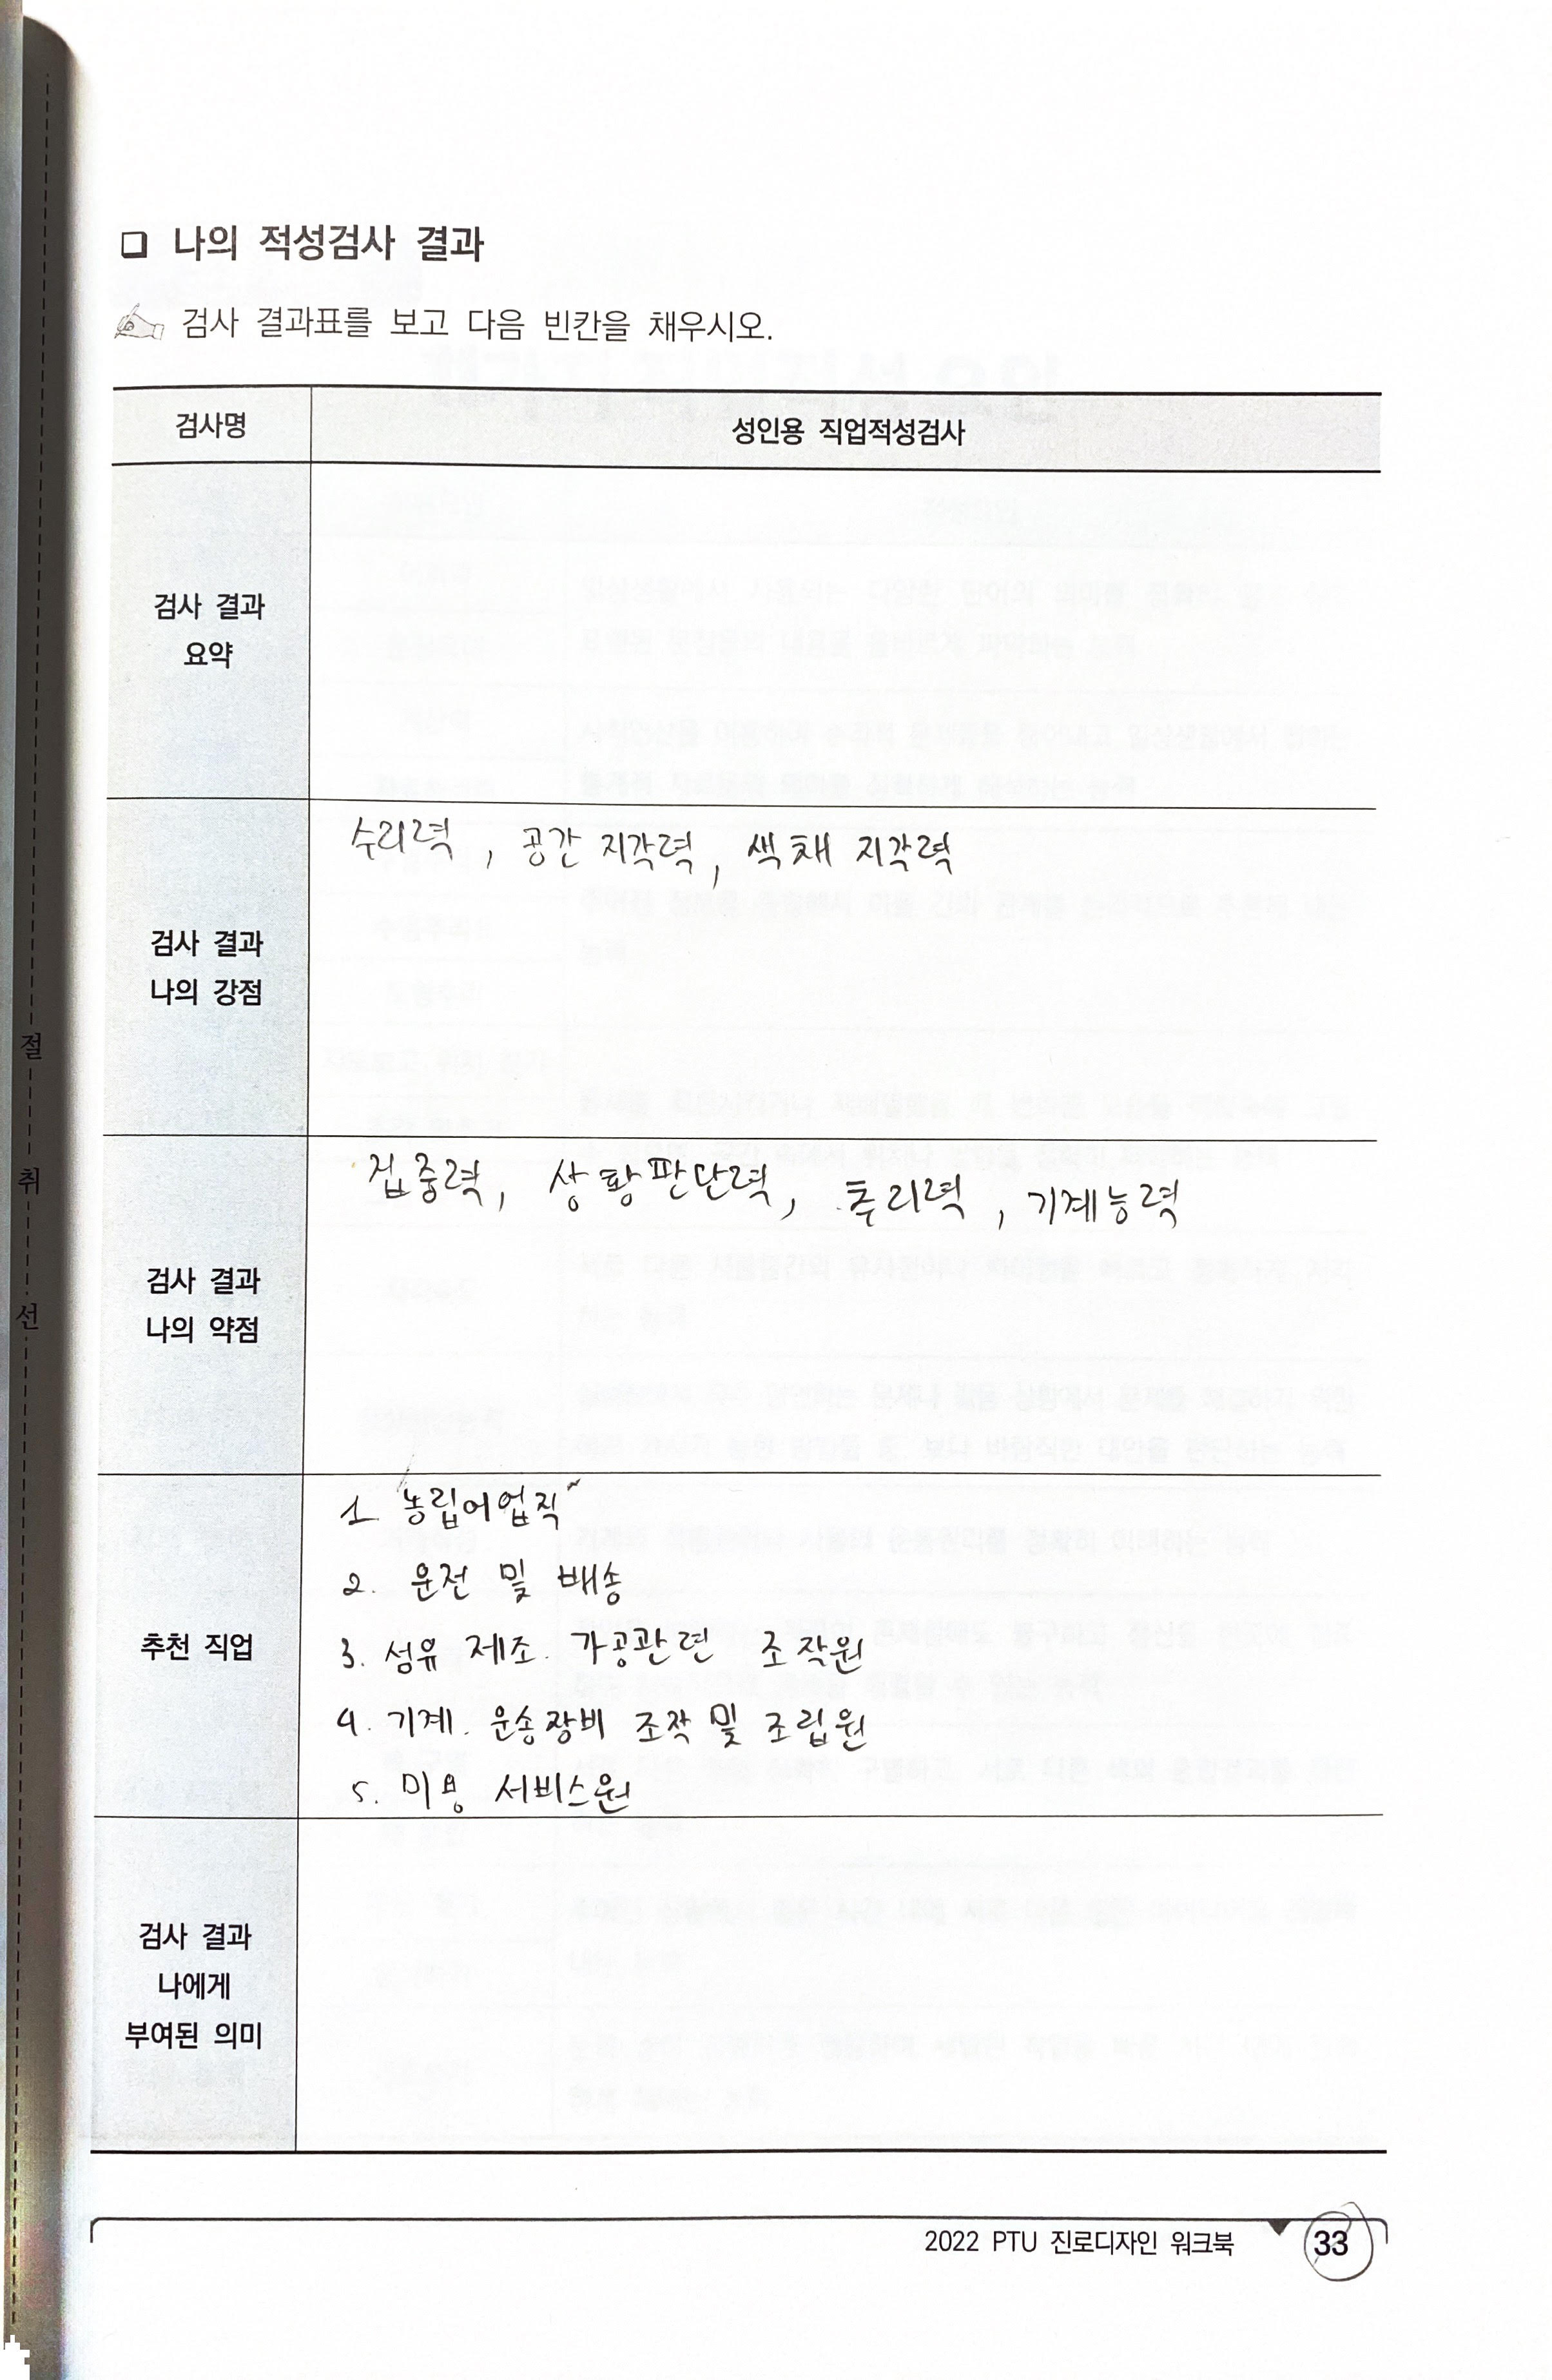 ❑ 나의 적성검사 결과
검사 결과표를 보고 다음 빈칸을 채우시오.
검사명
성인용 직업적성검사
검사 결과
요약
검사 결과
나의 강점
수리력, 공간 지각력, 색채 지각력
검사 결과
나의 약점
집중력, 상황판단력, 추리력, 기계능력
추천 직업
1. 농립어업직
2. 운전 및 배송
3. 섬유 제조. 가공관련 조작원
4. 기계. 운송장비 조작 및 조립원
5. 미용 서비스원
검사 결과
나에게
부여된 의미
절
취
선
2022 PTU 진로디자인 워크북
33